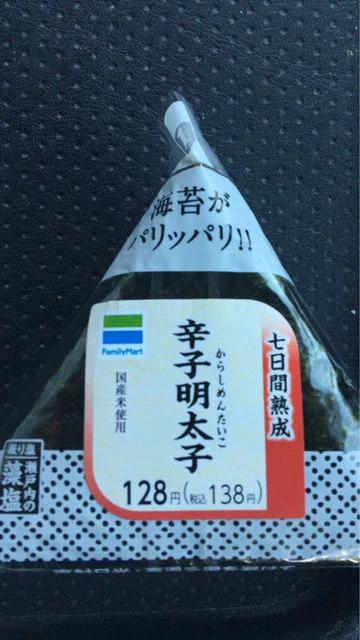 海苔が
パリッパリ!!
FamilyMart
七日間熟成
辛子明太子
からしめんたいこ
国産米使用
128円(税込138円)
瀬戸内の
藻塩